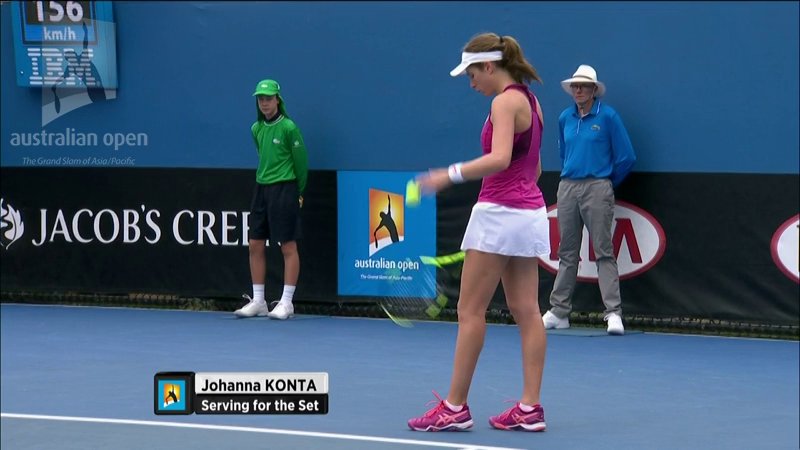 156
km/h
IBM
australian open
The Grand Slam of Asia/Pacific
JACOB'S CREE
australian open
The Grand Slam of Asia-Pacific
KIA
Johanna KONTA
Serving for the Set